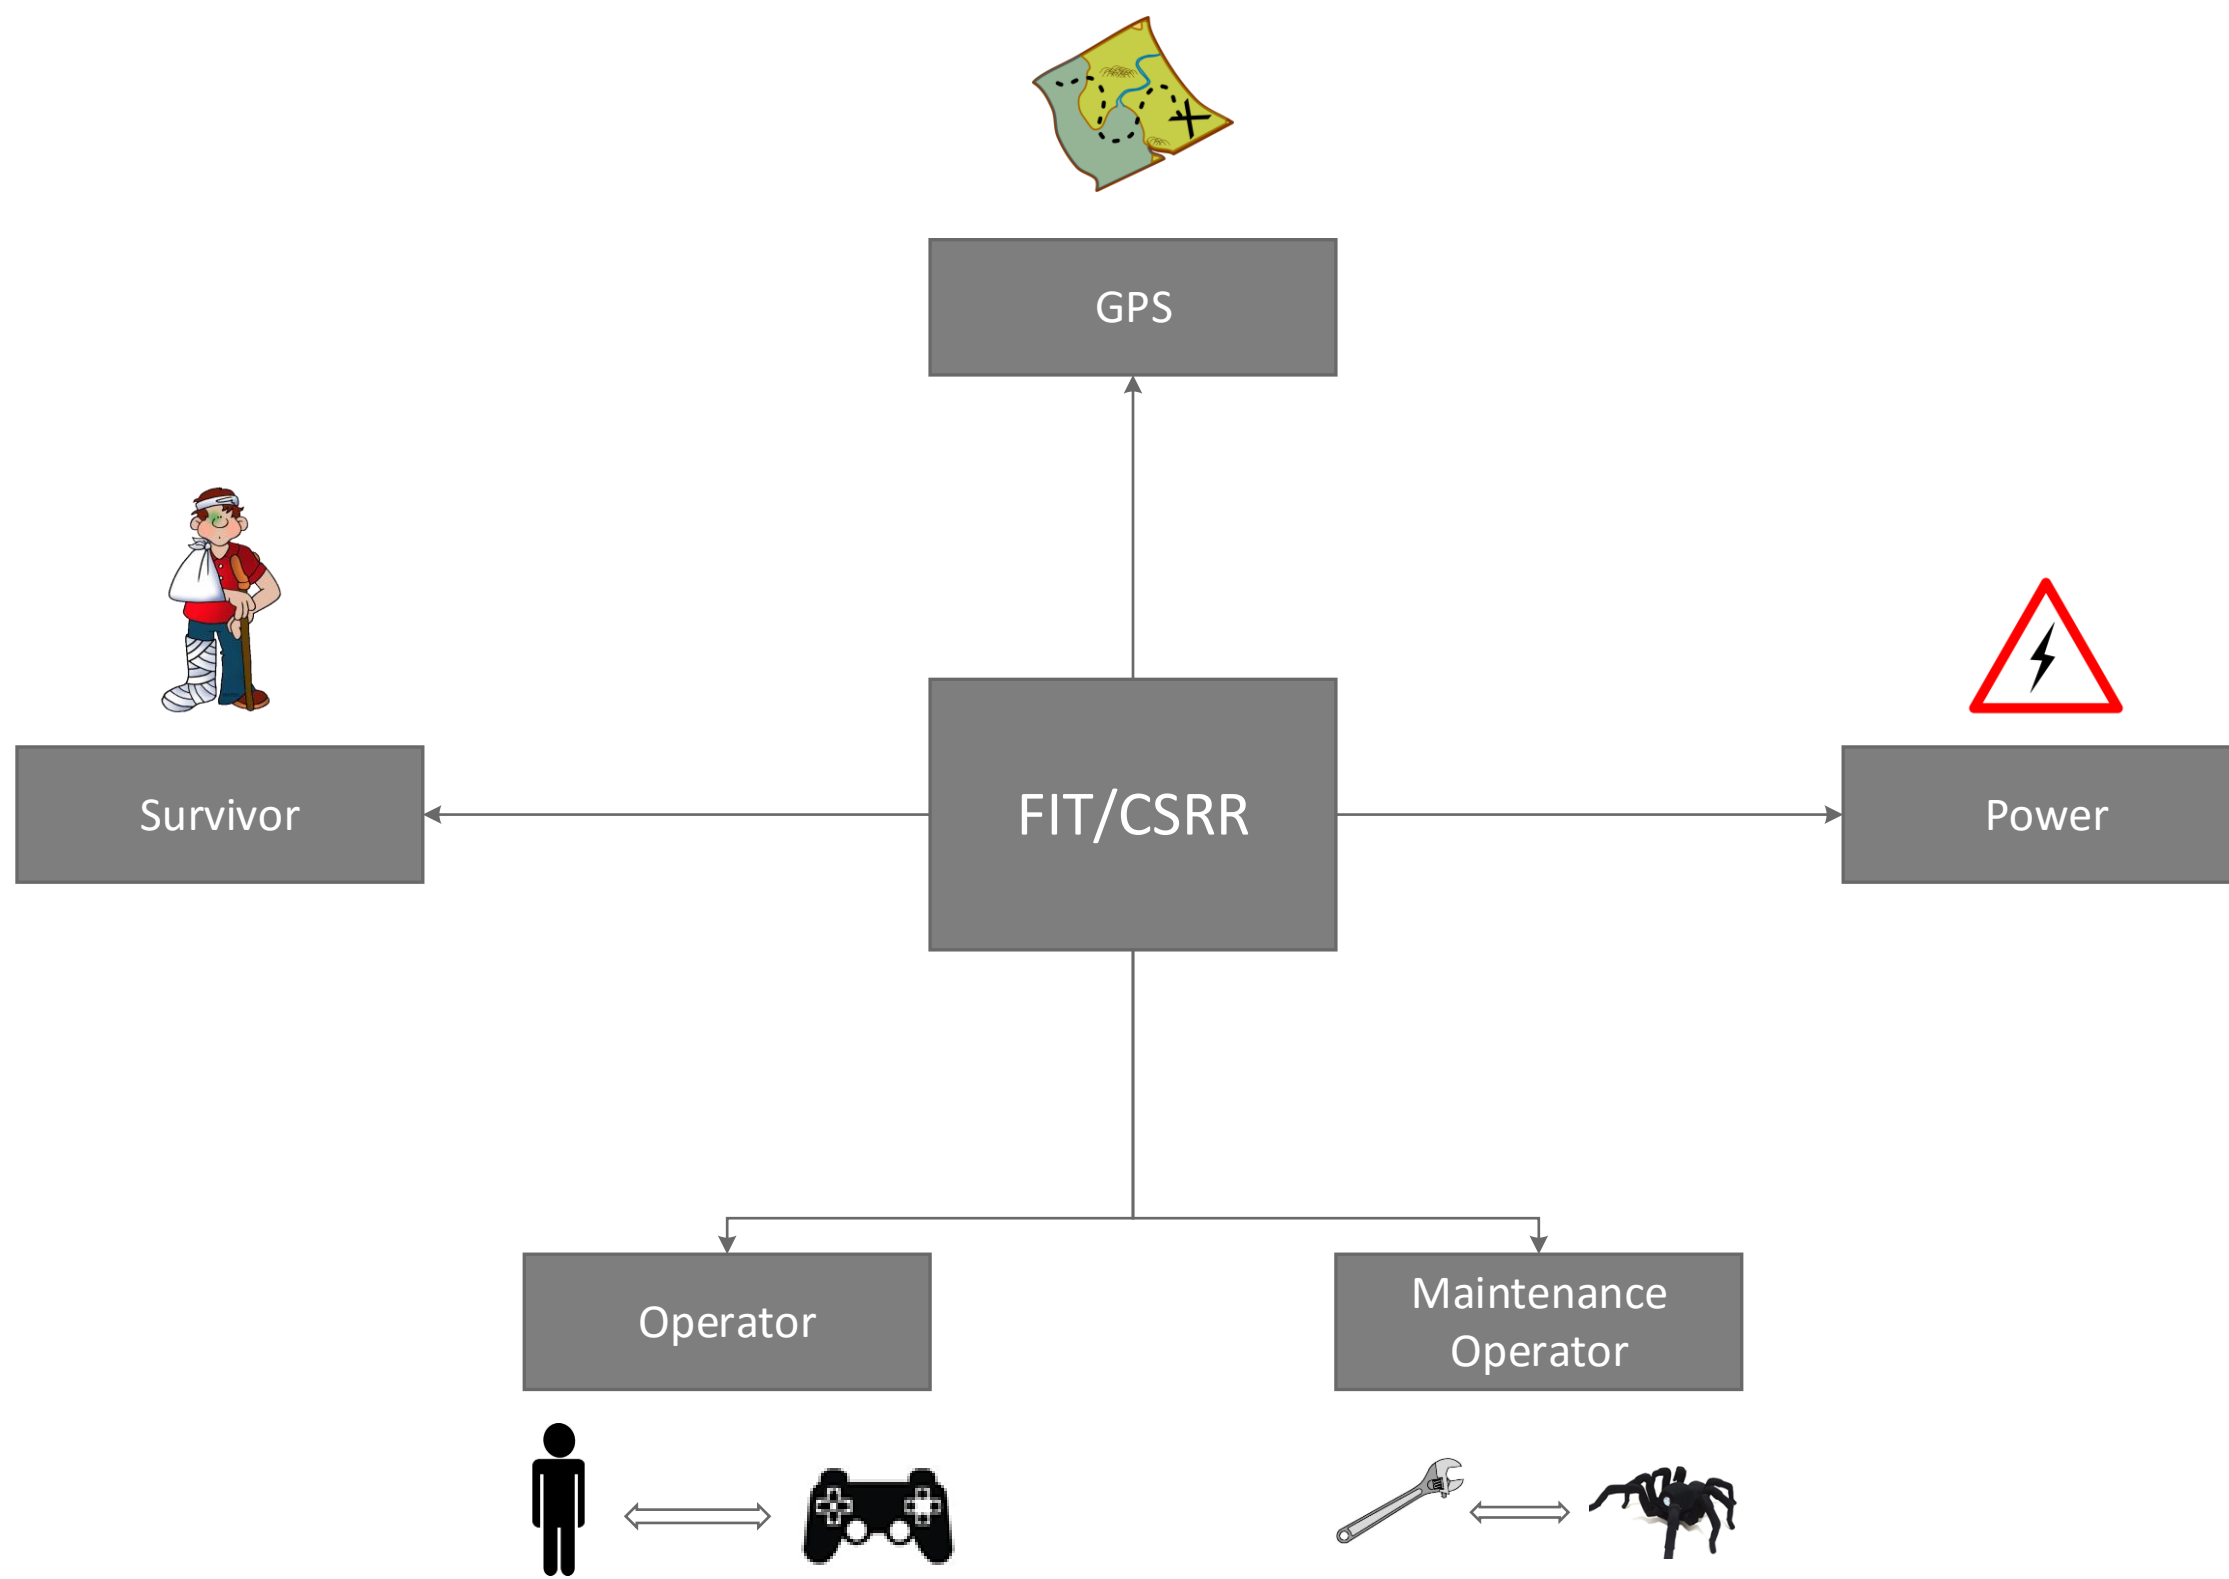 GPS
Survivor
FIT/CSRR
Power
Operator
Maintenance
Operator